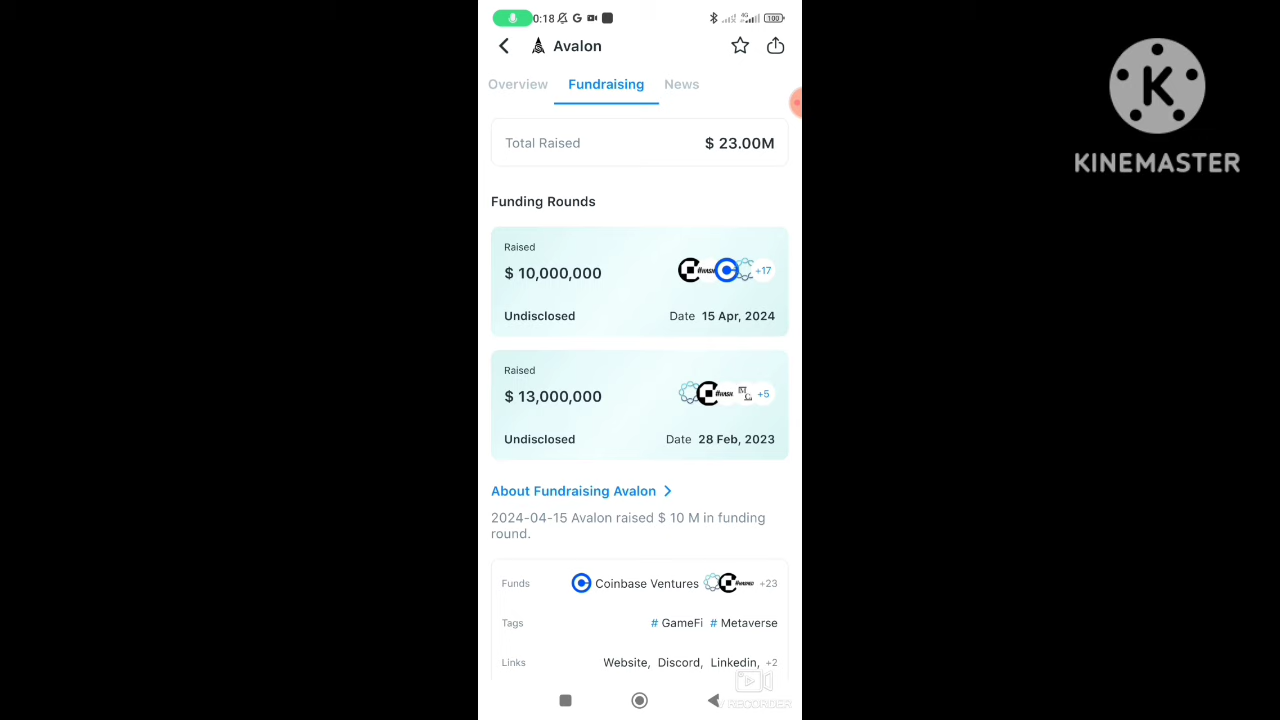 0:18 G 4G 100
Avalon
Overview Fundraising News
Total Raised $ 23.00M
Funding Rounds
Raised
$ 10,000,000 +17
Undisclosed Date 15 Apr, 2024
Raised
$ 13,000,000 +5
Undisclosed Date 28 Feb, 2023
About Fundraising Avalon
2024-04-15 Avalon raised $ 10 M in funding
round.
Funds Coinbase Ventures +23
Tags # GameFi # Metaverse
Links Website, Discord, Linkedin, +2
K
KINEMASTER